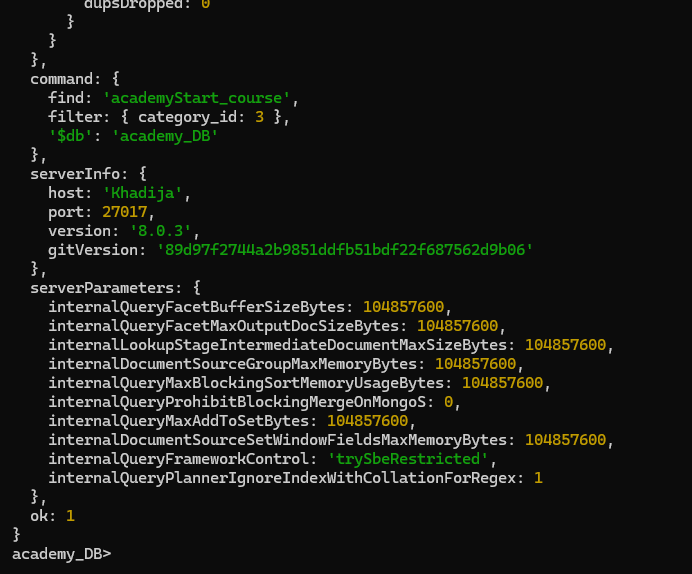 dupsDropped: 0
}
}
},
command: {
find: 'academyStart_course',
filter: { category_id: 3 },
'$db': 'academy_DB'
},
serverInfo: {
host: 'Khadija',
port: 27017,
version: '8.0.3',
gitVersion: '89d97f2744a2b9851ddfb51bdf22f687562d9b06'
},
serverParameters: {
internalQueryFacetBufferSizeBytes: 104857600,
internalQueryFacetMaxOutputDocSizeBytes: 104857600,
internalLookupStageIntermediateDocumentMaxSizeBytes: 104857600,
internalDocumentSourceGroupMaxMemoryBytes: 104857600,
internalQueryMaxBlockingSortMemoryUsageBytes: 104857600,
internalQueryProhibitBlockingMergeOnMongoS: 0,
internalQueryMaxAddToSetBytes: 104857600,
internalDocumentSourceSetWindowFieldsMaxMemoryBytes: 104857600,
internalQueryFrameworkControl: 'trySbeRestricted',
internalQueryPlannerIgnoreIndexWithCollationForRegex: 1
},
ok: 1
}
academy_DB>